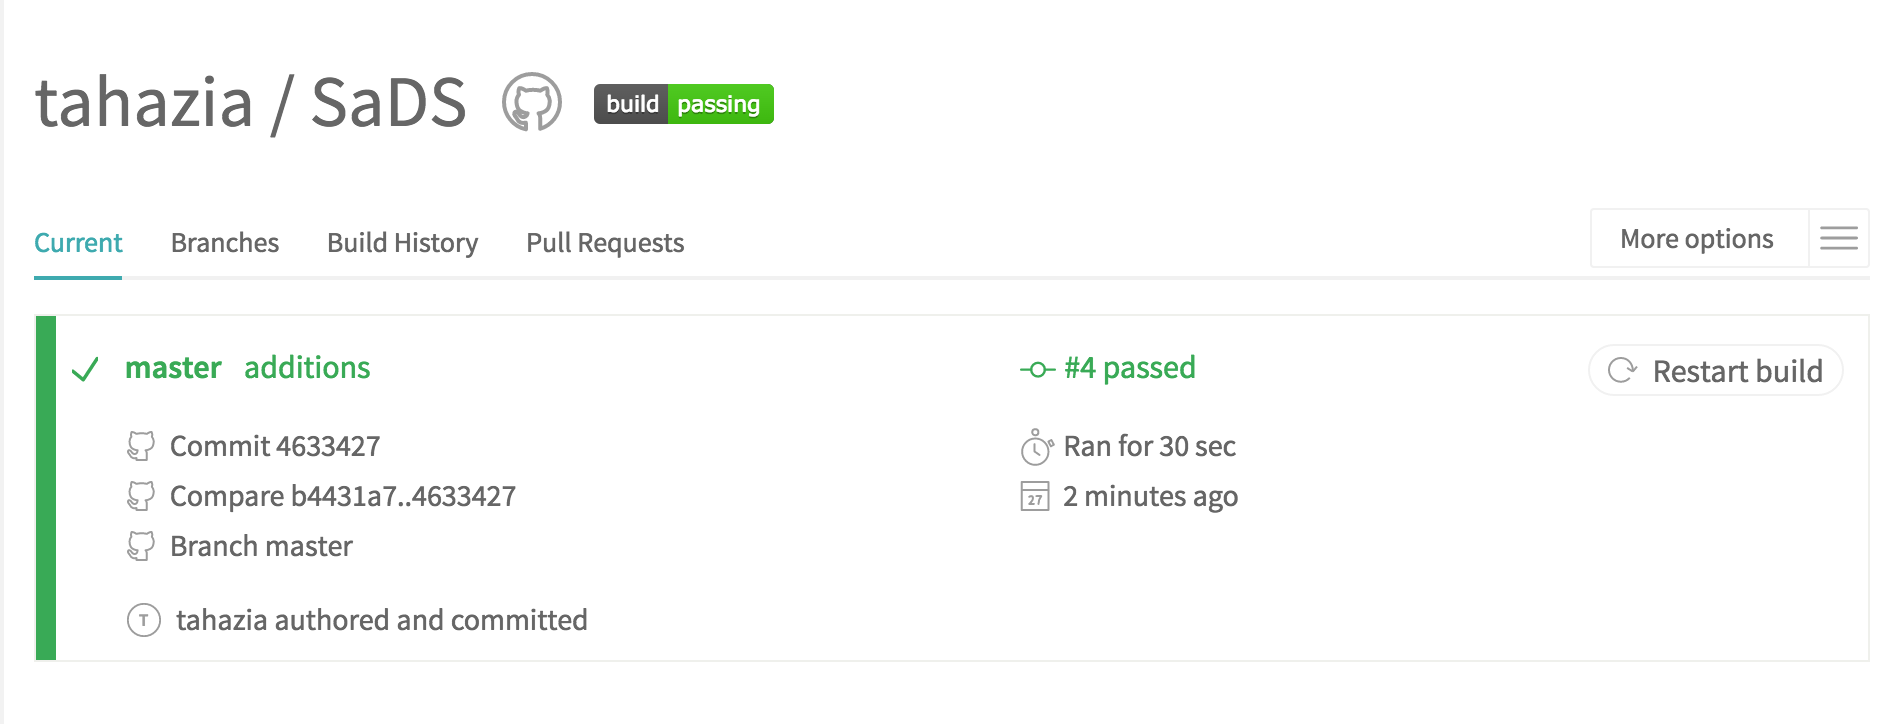 tahazia / SaDS build passing
Current Branches Build History Pull Requests More options
master additions #4 passed Restart build
Commit 4633427 Ran for 30 sec
Compare b4431a7..4633427 27 2 minutes ago
Branch master
T tahazia authored and committed